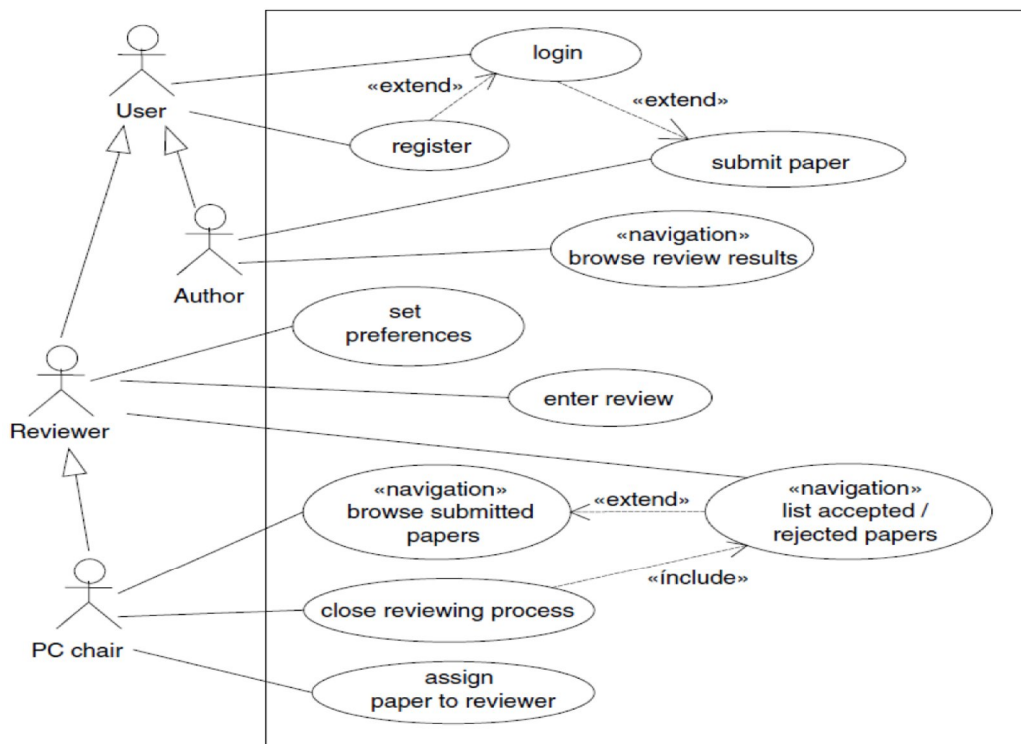 login
«extend»
«extend»
User
register
submit paper
«navigation»
browse review results
Author
set
preferences
enter review
Reviewer
«navigation»
browse submitted
papers
«extend»
«navigation»
list accepted /
rejected papers
«ínclude»
close reviewing process
PC chair
assign
paper to reviewer